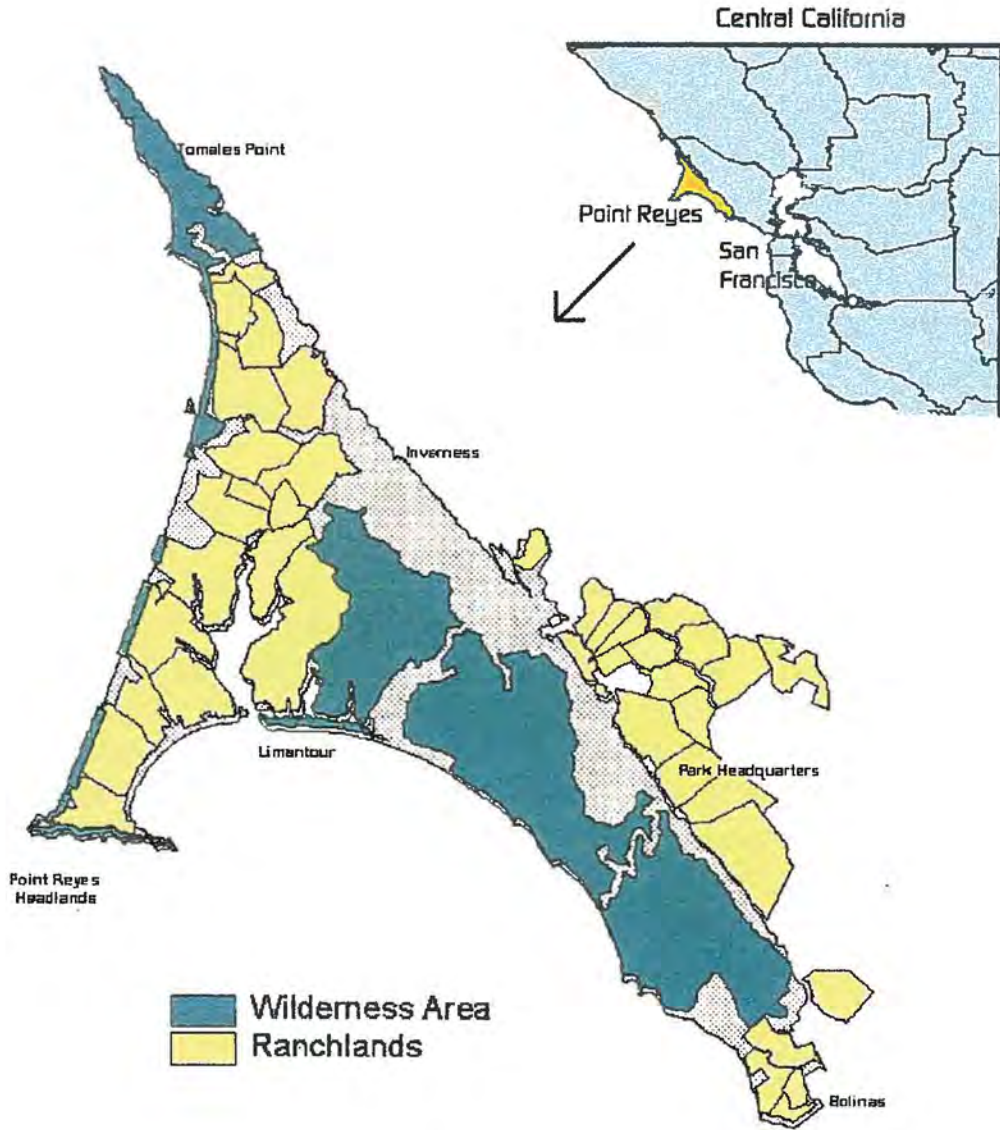 Central California
Tomales Point
Point Reyes
San
Francisco
Inverness
Limantour
Park Headquarters
Point Reyes
Headlands
Wilderness Area
Ranchlands
Bolinas